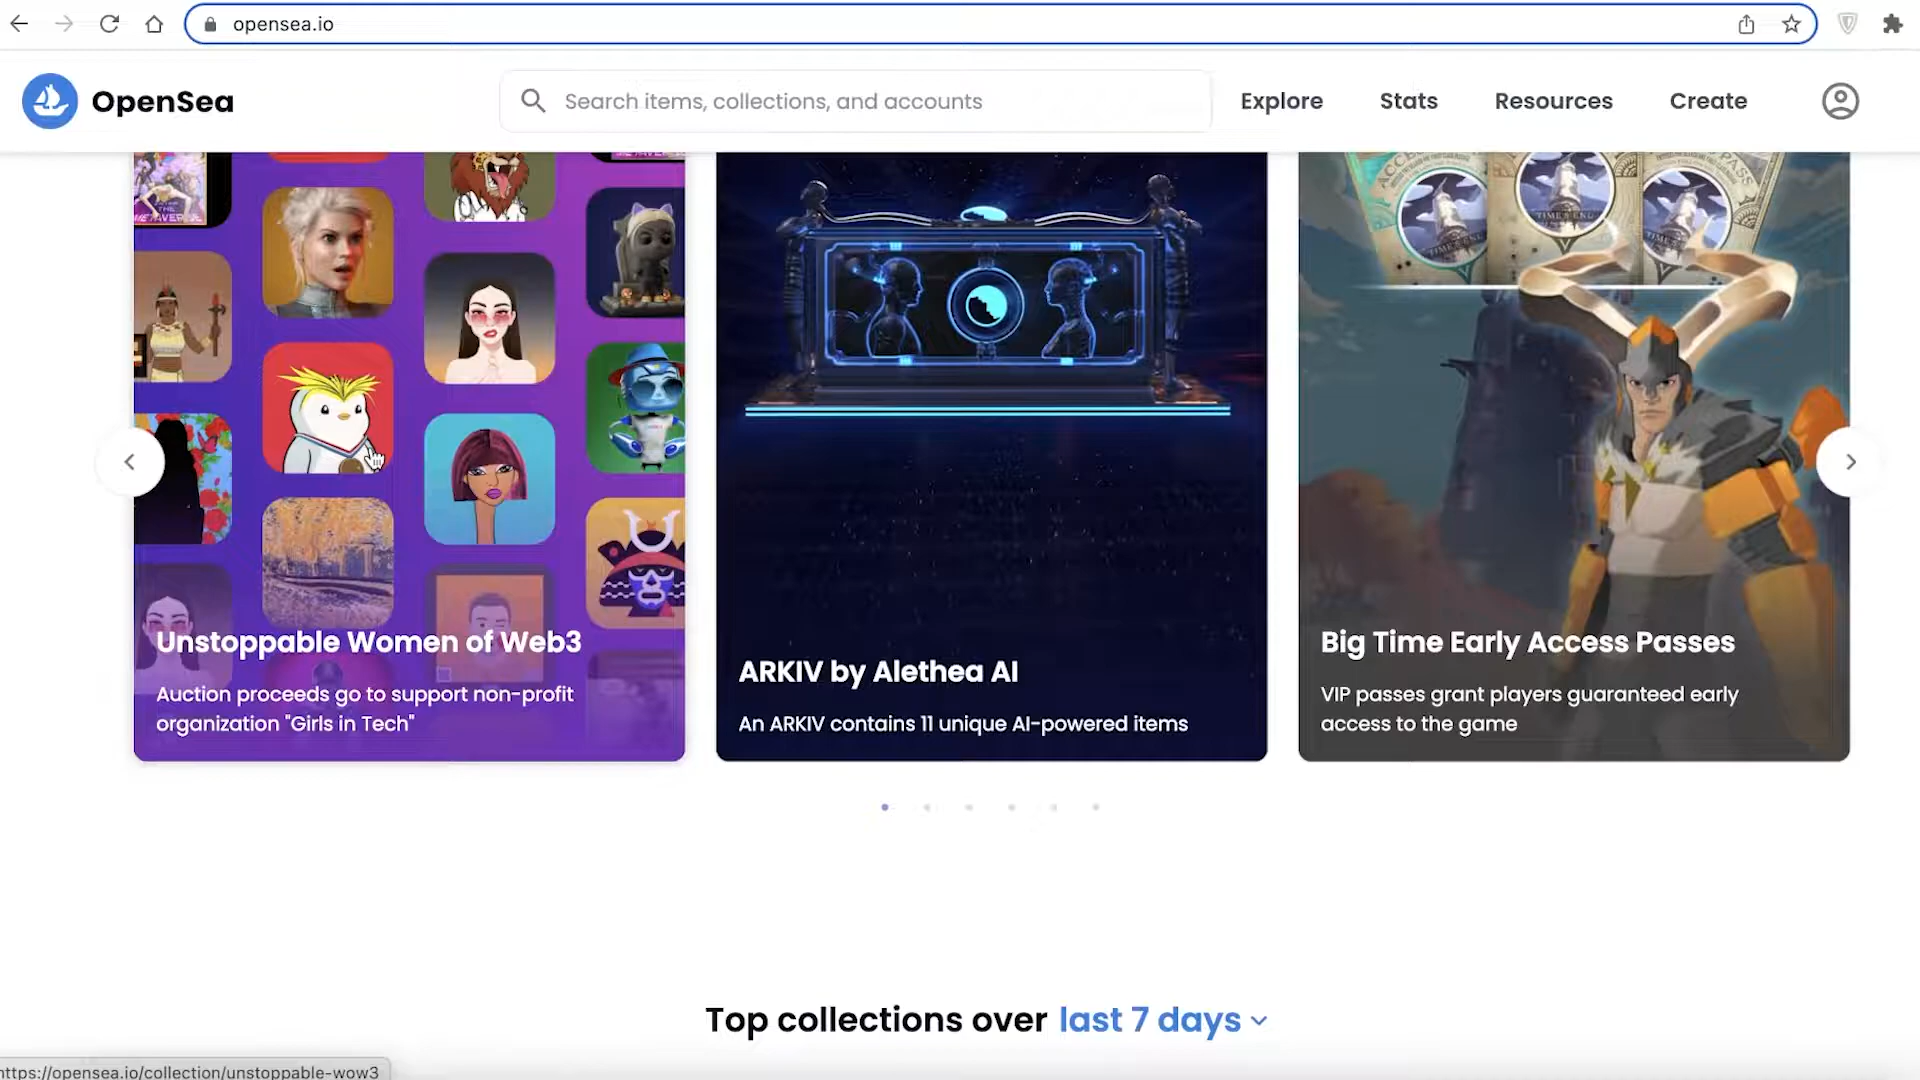 opensea.io
OpenSea
Search items, collections, and accounts
Explore
Stats
Resources
Create
METAVERSE
TIME'S END
Unstoppable Women of Web3
Auction proceeds go to support non-profit
organization "Girls in Tech"
ARKIV by Alethea AI
An ARKIV contains 11 unique AI-powered items
Big Time Early Access Passes
VIP passes grant players guaranteed early
access to the game
Top collections over last 7 days
https://opensea.io/collection/unstoppable-wow3